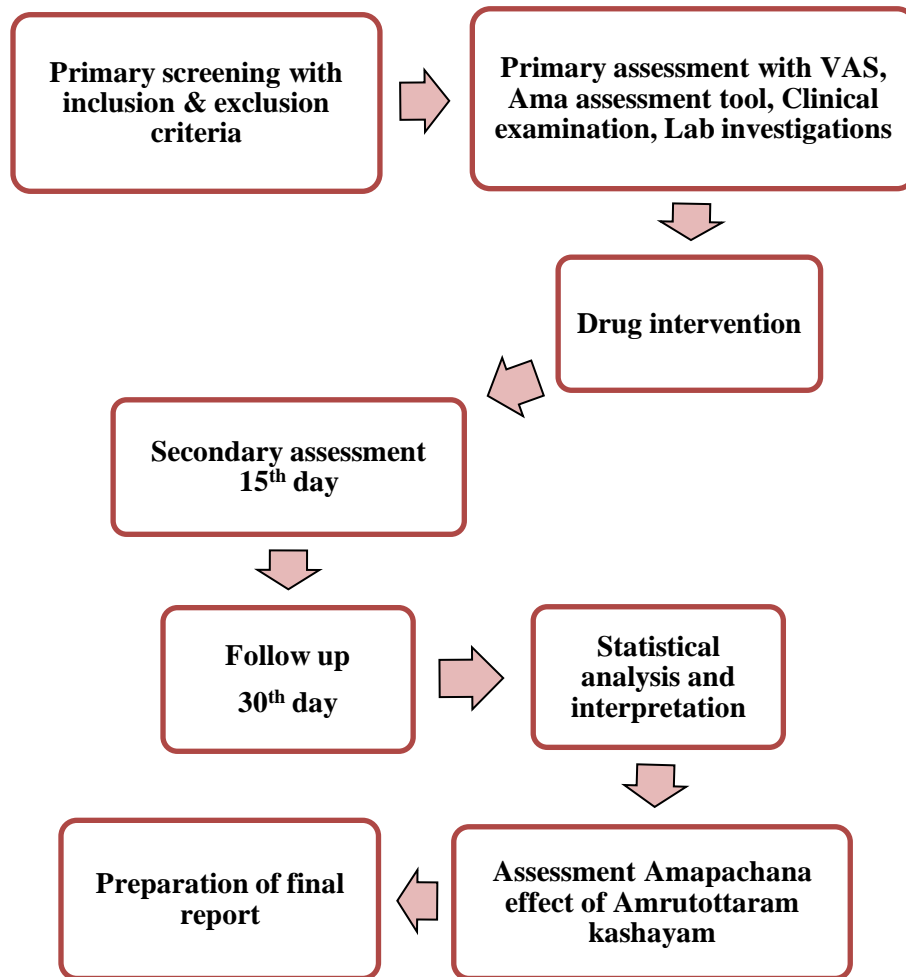 Primary screening with
inclusion & exclusion
criteria
Primary assessment with VAS,
Ama assessment tool, Clinical
examination, Lab investigations
Drug intervention
Secondary assessment
15th day
Follow up
30th day
Statistical
analysis and
interpretation
Assessment Amapachana
effect of Amrutottaram
kashayam
Preparation of final
report